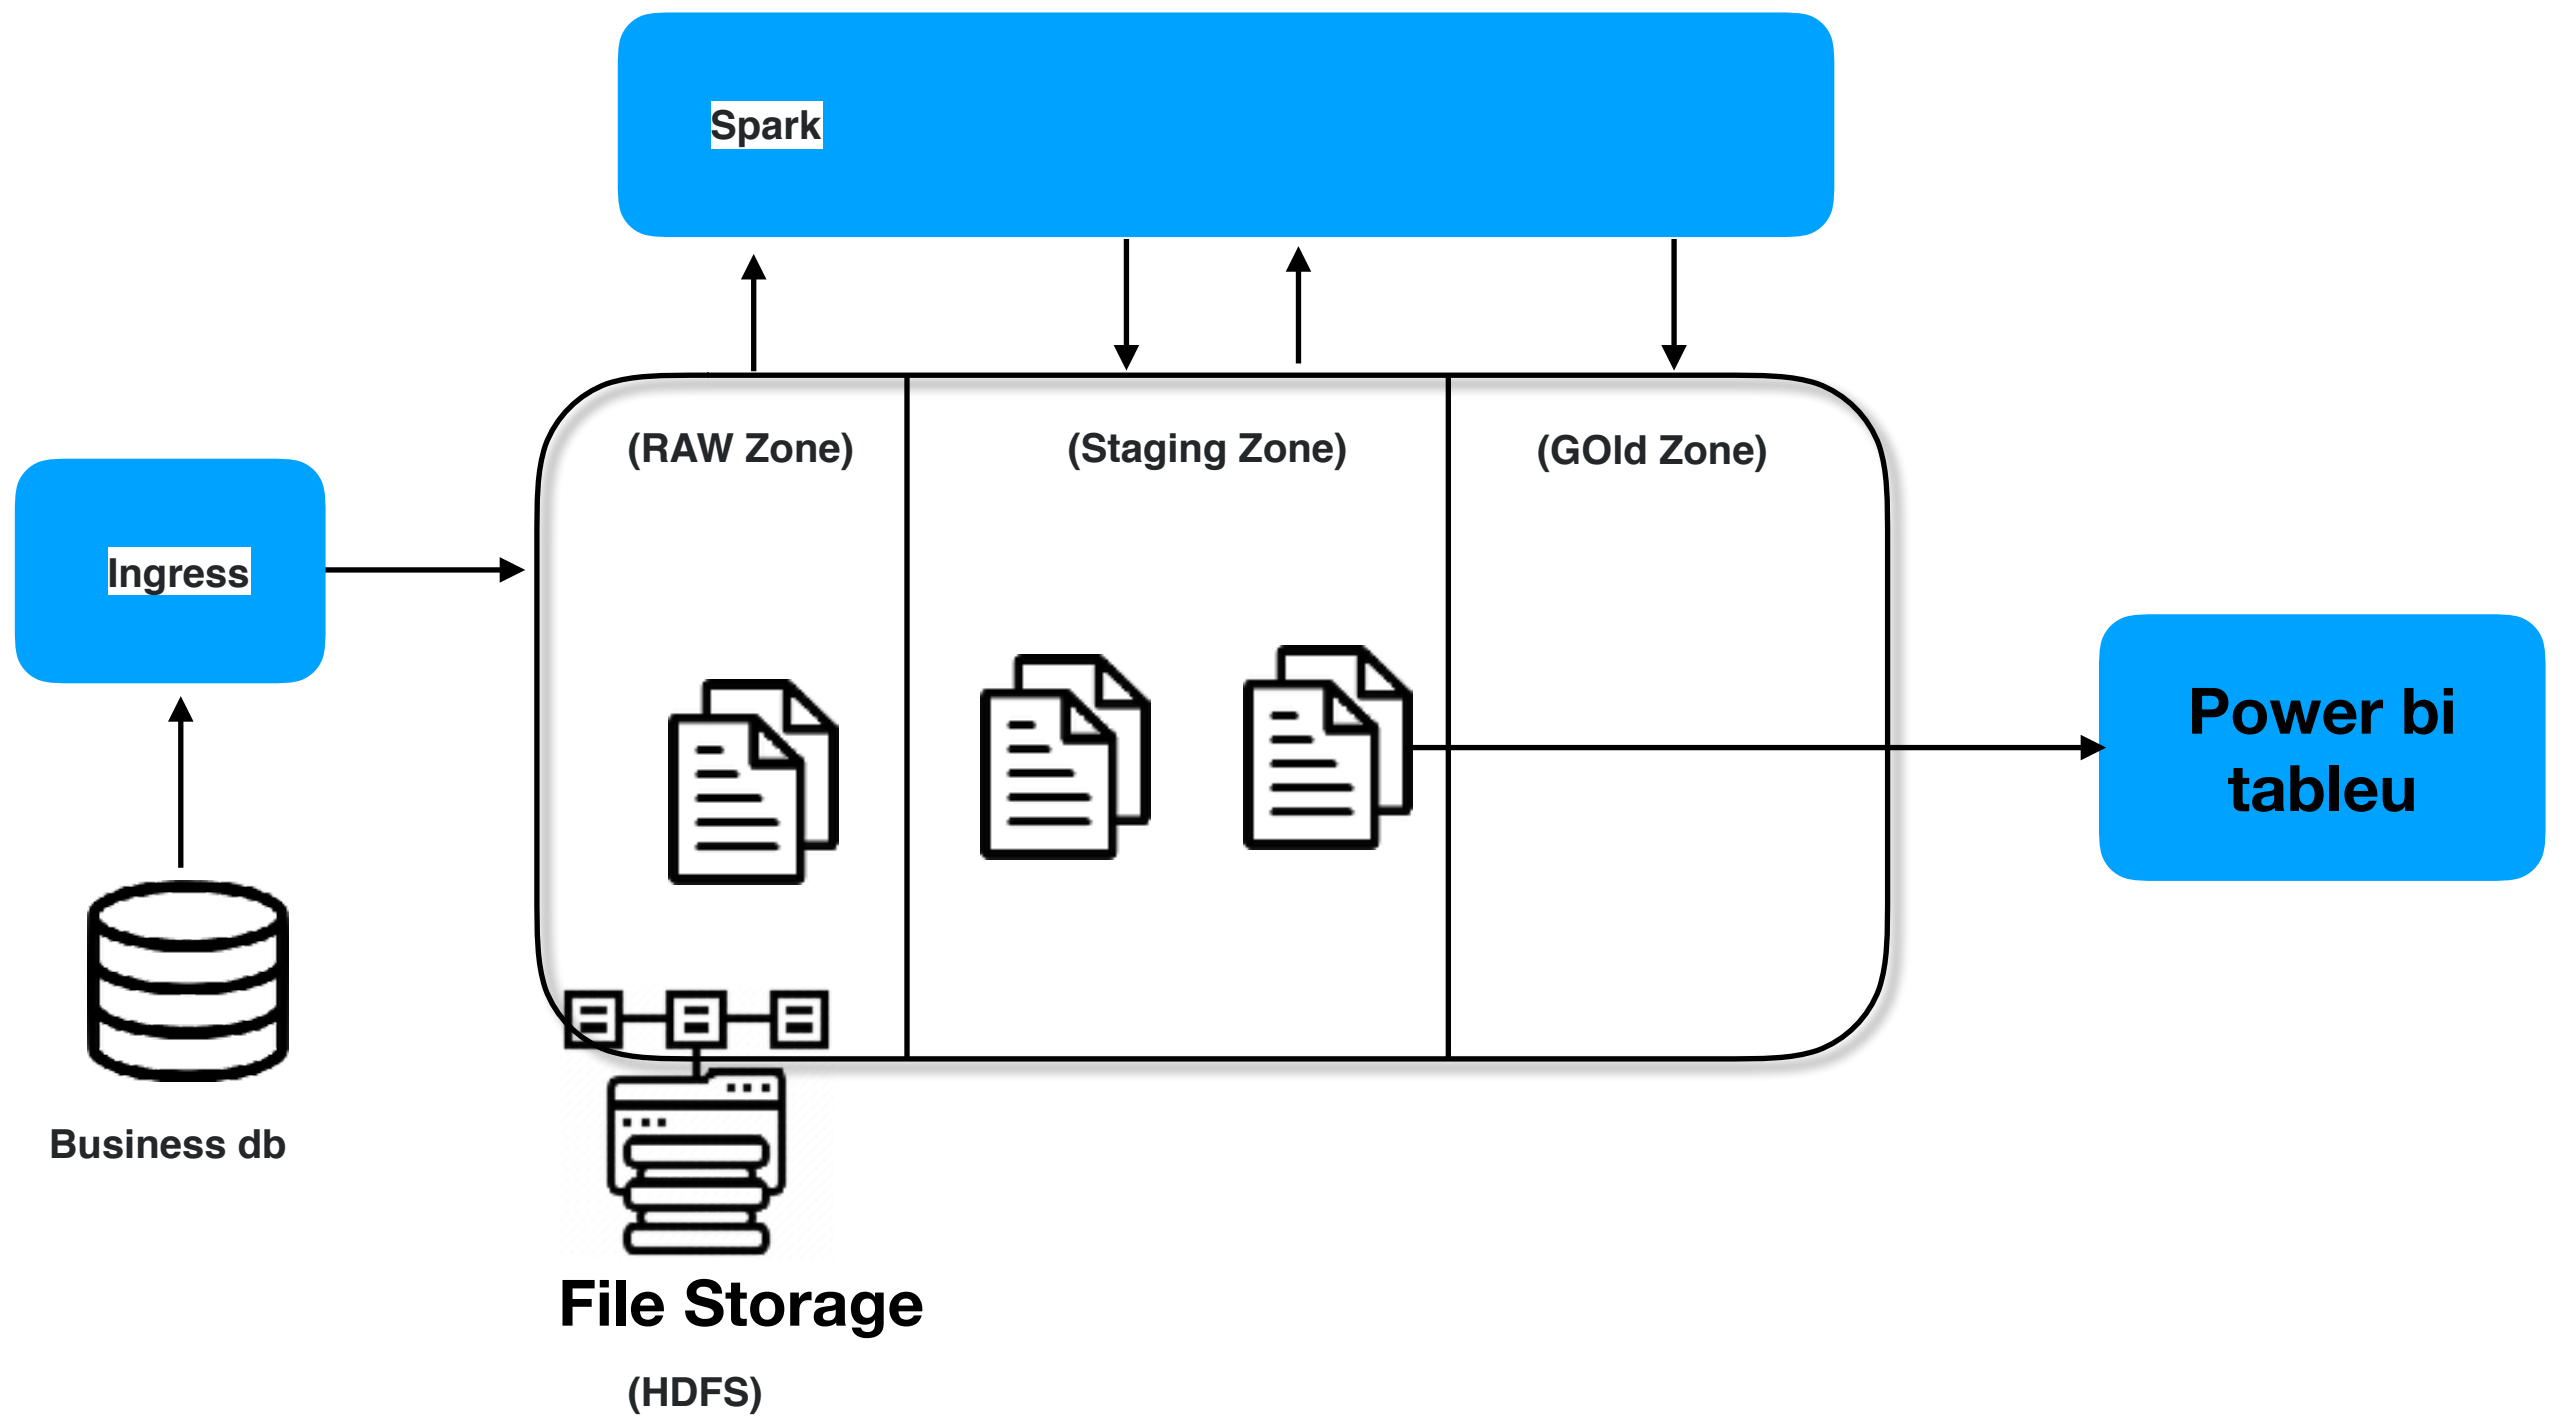 Spark
(RAW Zone)
(Staging Zone)
(GOld Zone)
Ingress
Power bi
tableu
Business db
File Storage
(HDFS)